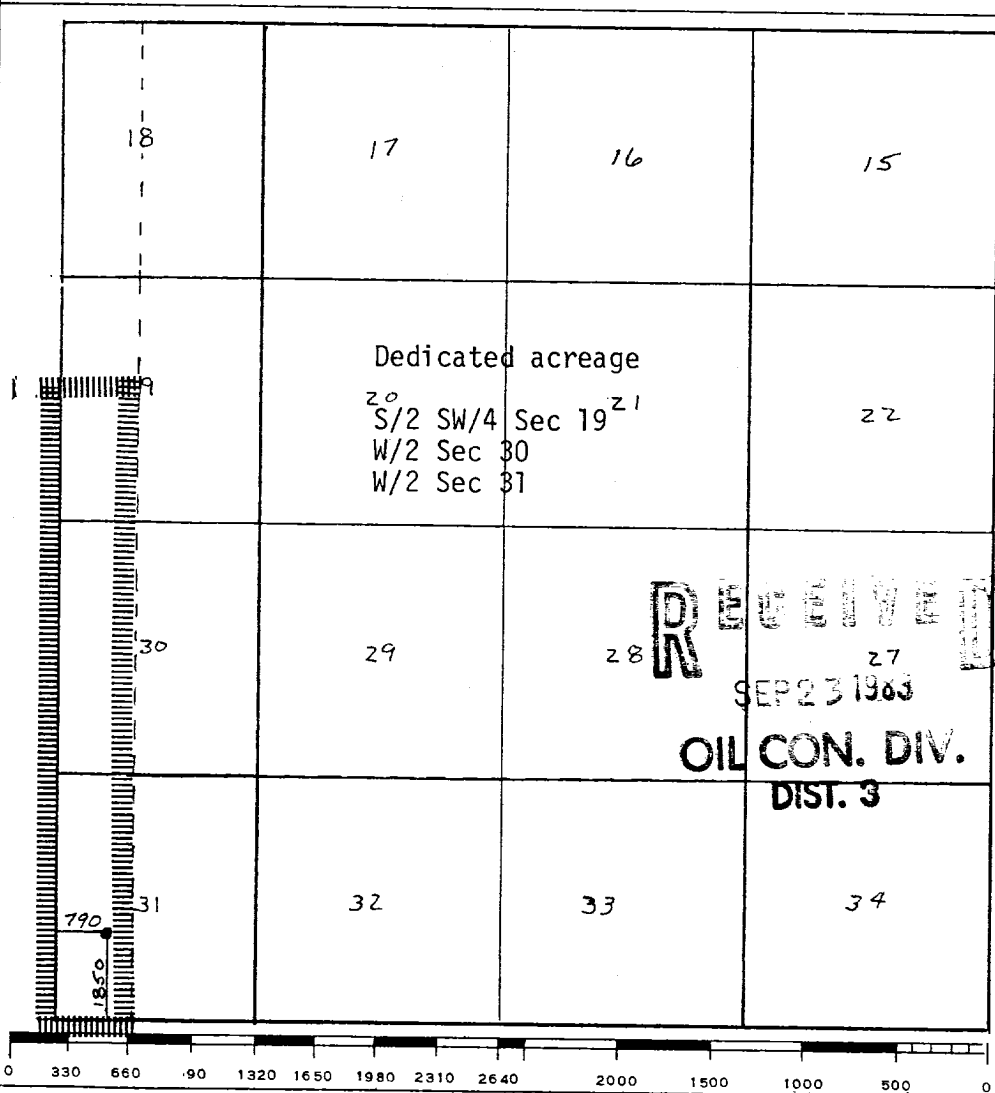 18 17 16 15
Dedicated acreage
19 20 21 22
S/2 SW/4 Sec 19
W/2 Sec 30
W/2 Sec 31
RECEIVED
30 29 28 27
SEP 23 1983
OIL CON. DIV.
DIST. 3
31 32 33 34
790
1850
0 330 660 90 1320 1650 1980 2310 2640 2000 1500 1000 500 0